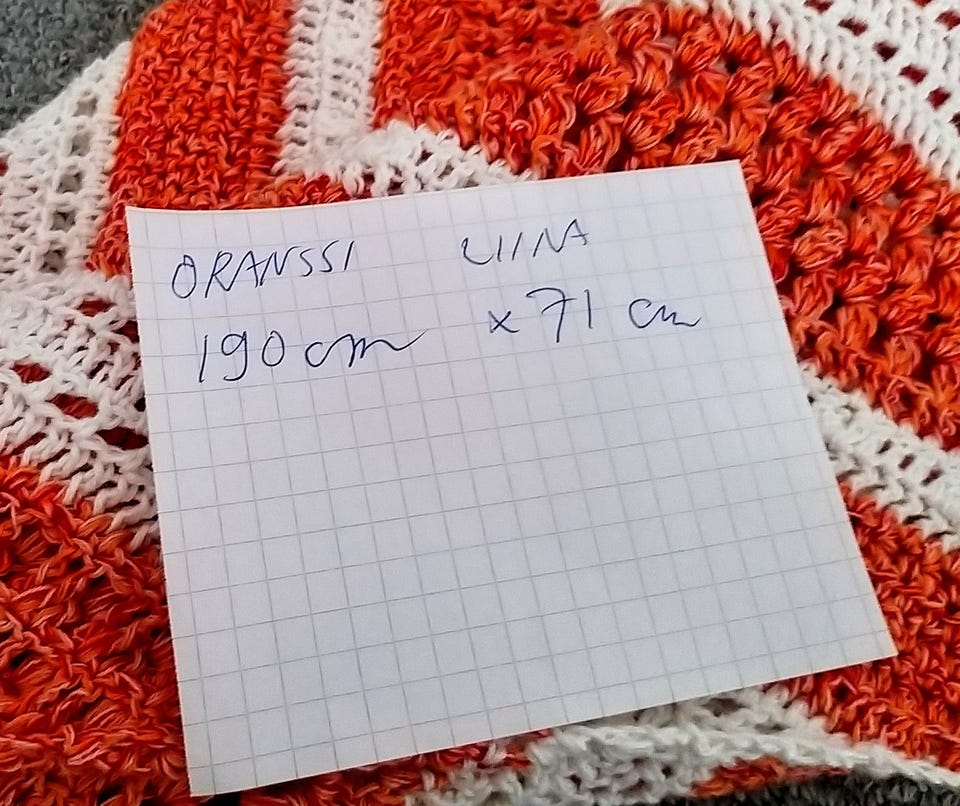 ORANSSI LIINA
190 cm x 71 cm